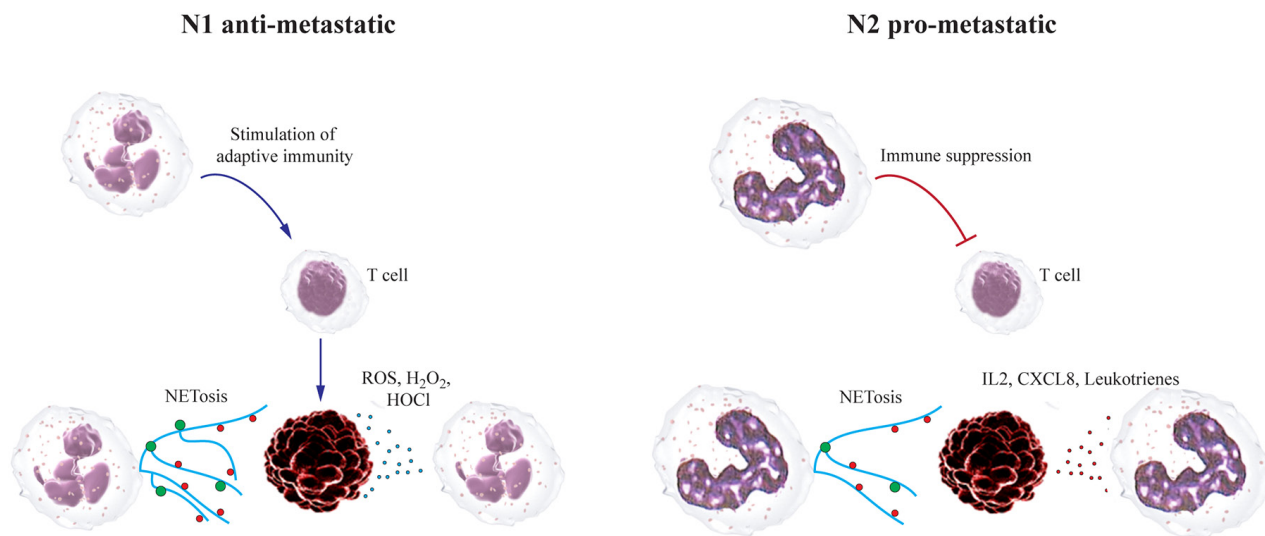 N1 anti-metastatic
N2 pro-metastatic
Stimulation of
adaptive immunity
T cell
NETosis
ROS, H₂O₂,
HOCl
Immune suppression
T cell
NETosis
IL2, CXCL8, Leukotrienes